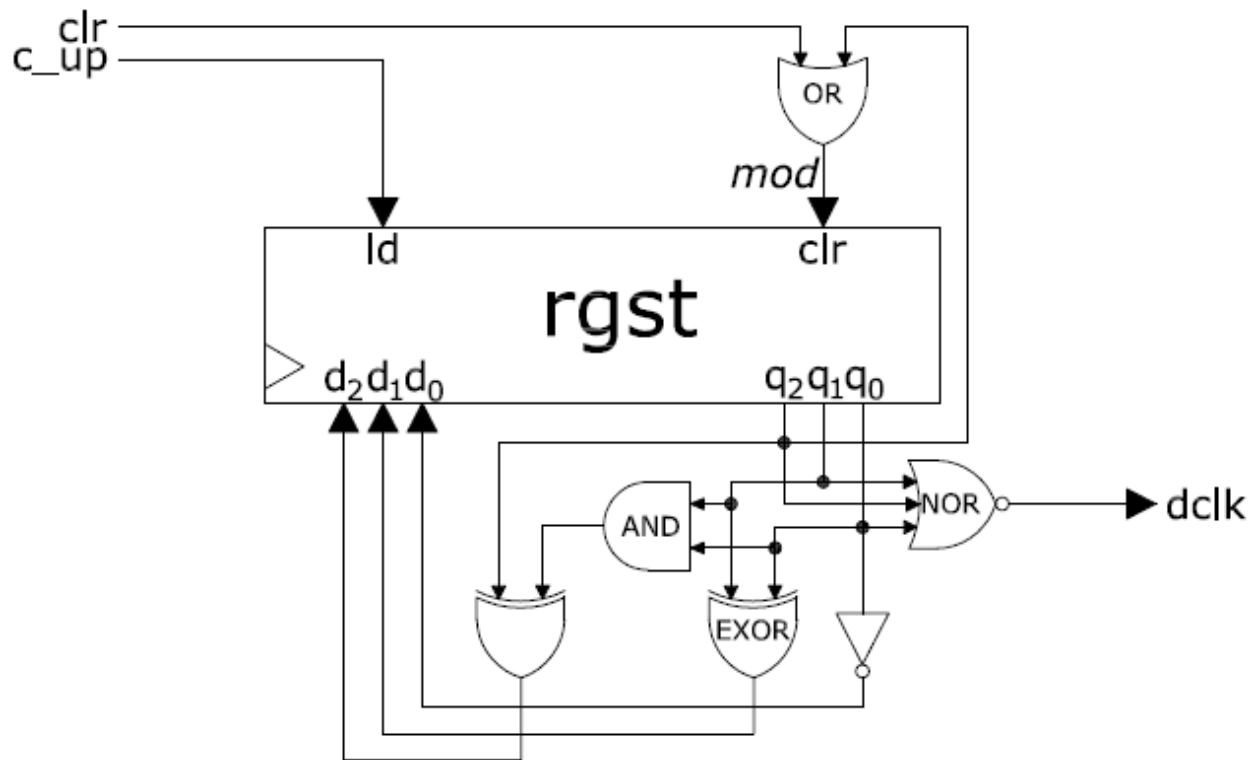 clr
c_up
OR
mod
ld clr
rgst
d₂d₁d₀ q₂q₁q₀
NOR dclk
AND
EXOR